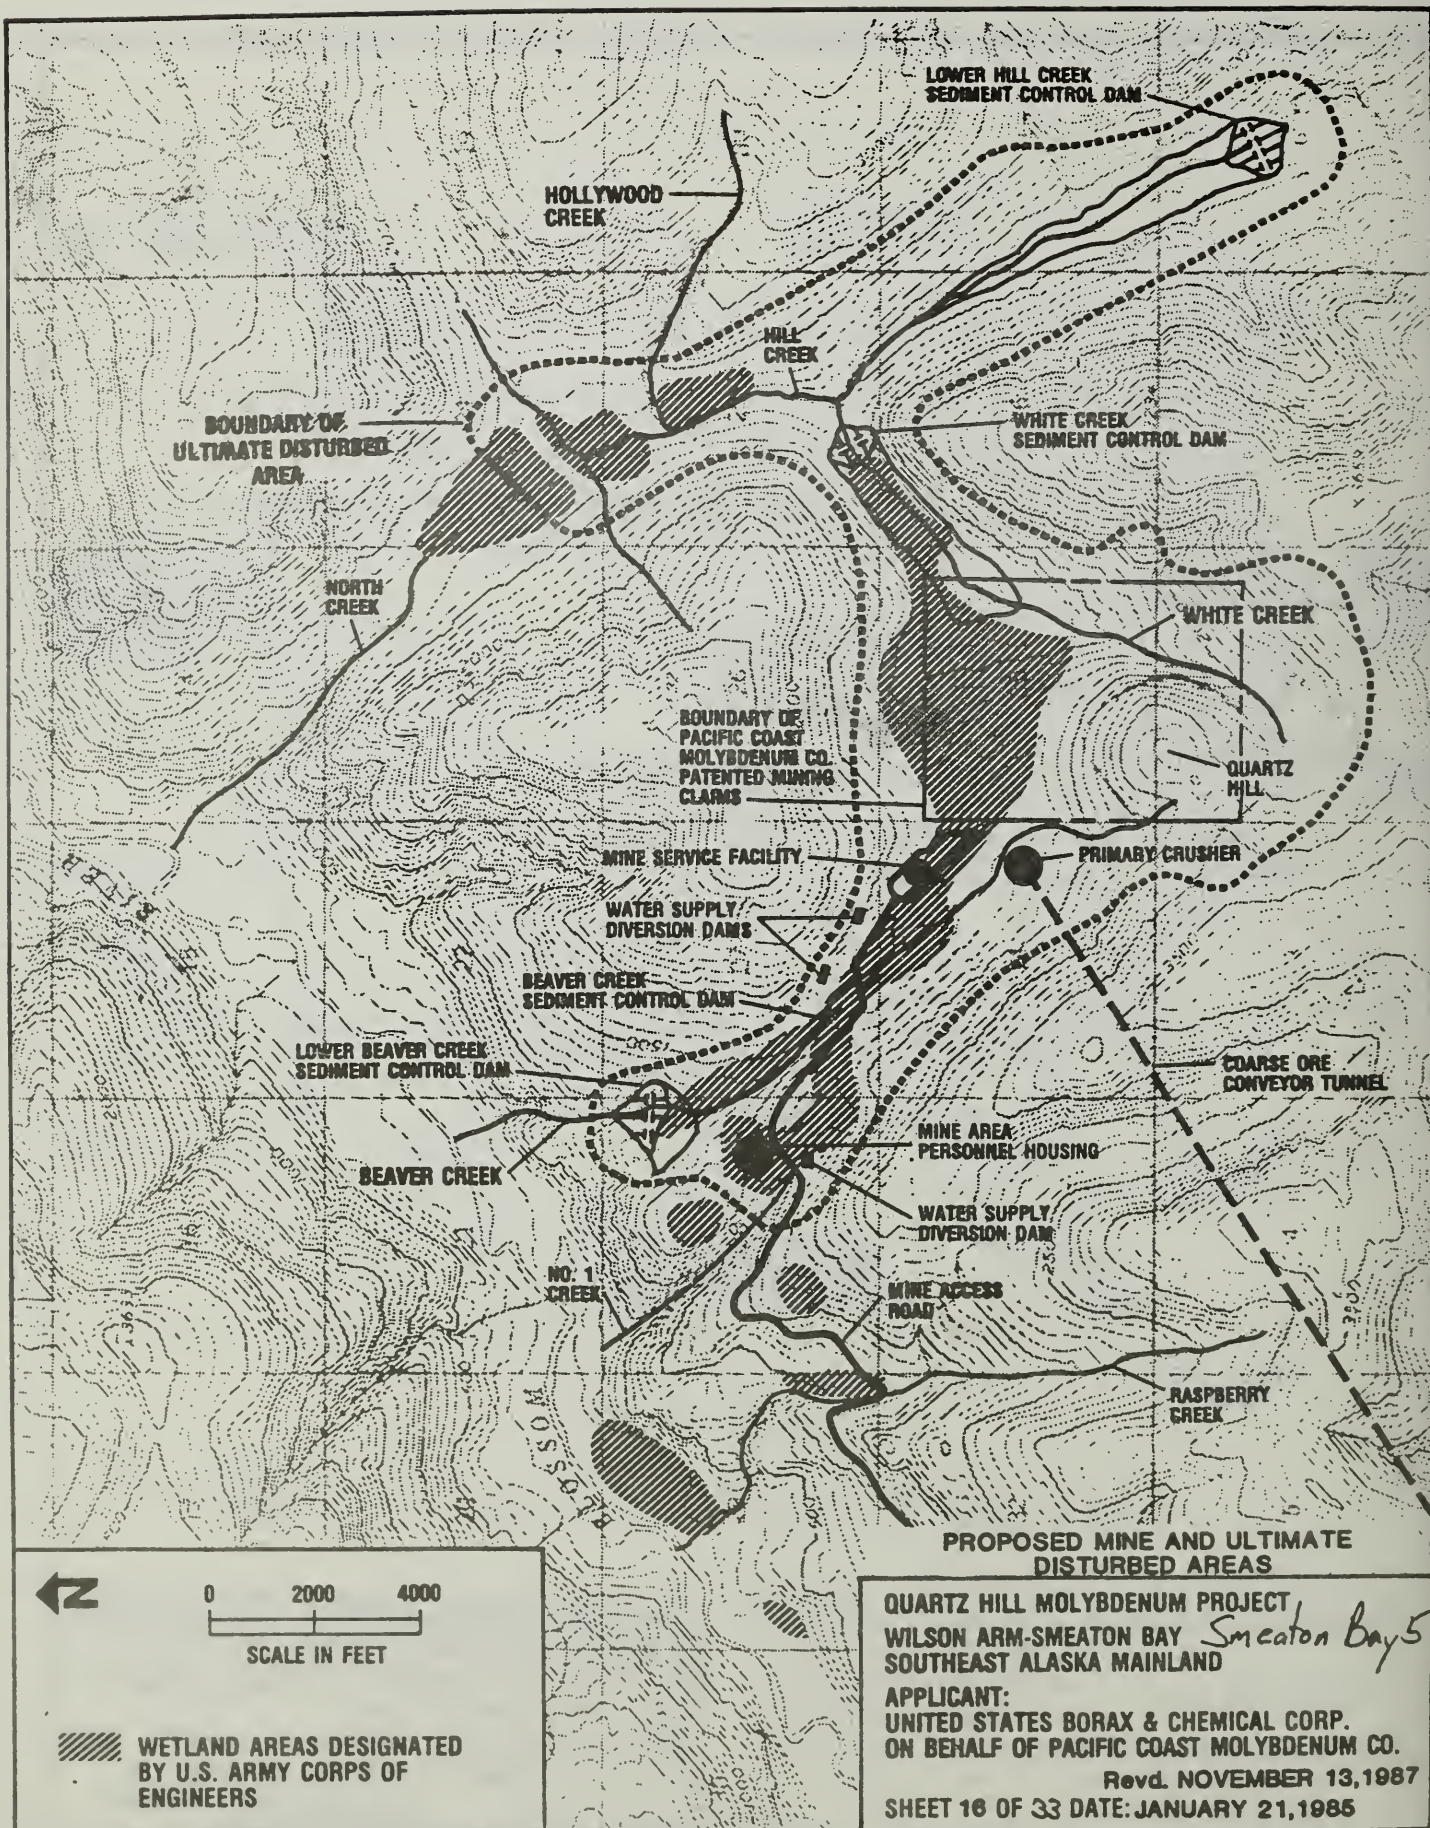 LOWER HILL CREEK
SEDIMENT CONTROL DAM
HOLLYWOOD
CREEK
HILL
CREEK
BOUNDARY OF
ULTIMATE DISTURBED
AREA
WHITE CREEK
SEDIMENT CONTROL DAM
NORTH
CREEK
WHITE CREEK
BOUNDARY OF
PACIFIC COAST
MOLYBDENUM CO.
PATENTED MINING
CLAIMS
QUARTZ
HILL
MINE SERVICE FACILITY
PRIMARY CRUSHER
RIVER
WATER SUPPLY
DIVERSION DAMS
BEAVER CREEK
SEDIMENT CONTROL DAM
LOWER BEAVER CREEK
SEDIMENT CONTROL DAM
COARSE ORE
CONVEYOR TUNNEL
MINE AREA
PERSONNEL HOUSING
BEAVER CREEK
WATER SUPPLY
DIVERSION DAM
NO. 1
CREEK
MINE ACCESS
ROAD
RASPBERRY
CREEK
BLOSSOM
PROPOSED MINE AND ULTIMATE
DISTURBED AREAS
N
0 2000 4000
SCALE IN FEET
WETLAND AREAS DESIGNATED
BY U.S. ARMY CORPS OF
ENGINEERS
QUARTZ HILL MOLYBDENUM PROJECT
WILSON ARM-SMEATON BAY Smeaton Bay 5
SOUTHEAST ALASKA MAINLAND
APPLICANT:
UNITED STATES BORAX & CHEMICAL CORP.
ON BEHALF OF PACIFIC COAST MOLYBDENUM CO.
Revd. NOVEMBER 13,1987
SHEET 16 OF 33 DATE: JANUARY 21,1985